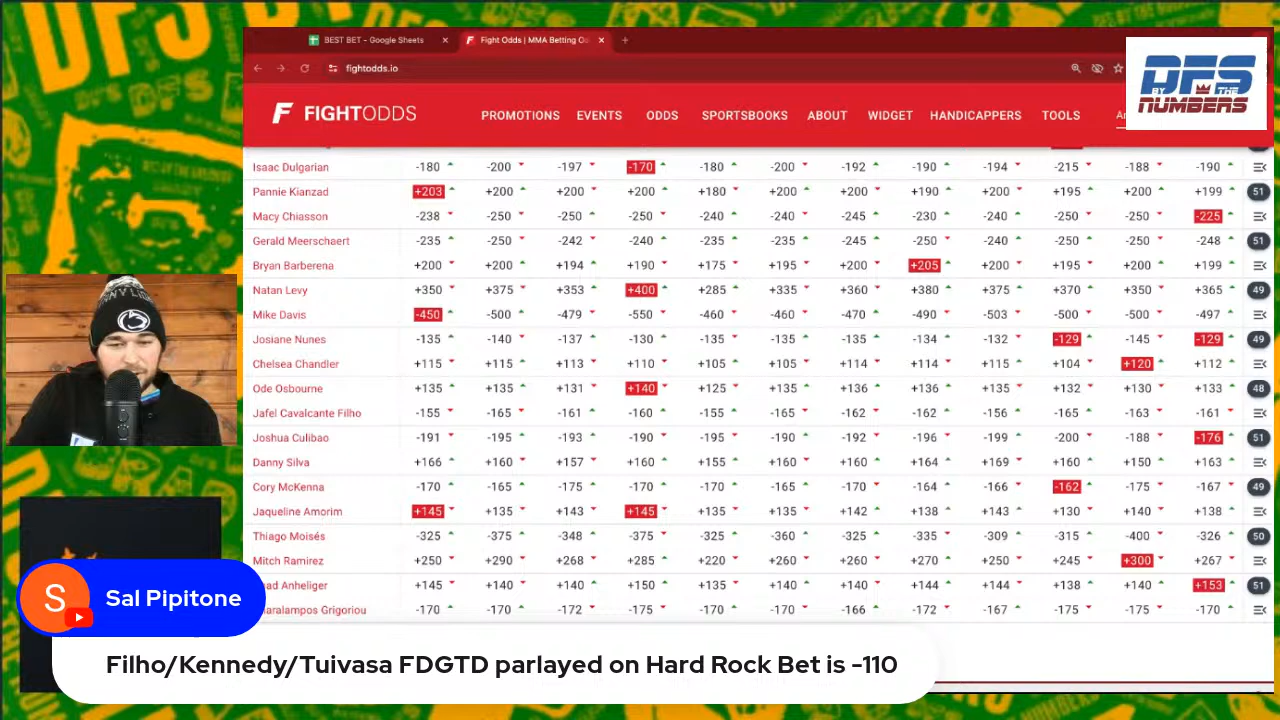 BEST BET - Google Sheets × Fight Odds | MMA Betting O × +
fightodds.io
DFS
BY THE
NUMBERS
FIGHTODDS PROMOTIONS EVENTS ODDS SPORTSBOOKS ABOUT WIDGET HANDICAPPERS TOOLS
Isaac Dulgarian -180 -200 -197 -170 -180 -200 -192 -190 -194 -215 -188 -190
Pannie Kianzad +203 +200 +200 +200 +180 +200 +200 +190 +200 +195 +200 +199 51
Macy Chiasson -238 -250 -250 -250 -240 -240 -245 -230 -240 -250 -250 -225
Gerald Meerschaert -235 -250 -242 -240 -235 -235 -245 -250 -240 -250 -250 -248 51
Bryan Barberena +200 +200 +194 +190 +175 +195 +200 +205 +200 +195 +200 +199
Natan Levy +350 +375 +353 +400 +285 +335 +360 +380 +375 +370 +350 +365 49
Mike Davis -450 -500 -479 -550 -460 -460 -470 -490 -503 -500 -500 -497
Josiane Nunes -135 -140 -137 -130 -135 -135 -135 -134 -132 -129 -145 -129 49
Chelsea Chandler +115 +115 +113 +110 +105 +105 +114 +114 +115 +104 +120 +112
Ode Osbourne +135 +135 +131 +140 +125 +135 +136 +136 +135 +132 +130 +133 48
Jafel Cavalcante Filho -155 -165 -161 -160 -155 -165 -162 -162 -156 -165 -163 -161
Joshua Culibao -191 -195 -193 -190 -195 -190 -192 -196 -199 -200 -188 -176 51
Danny Silva +166 +160 +157 +160 +155 +160 +160 +164 +169 +160 +150 +163
Cory McKenna -170 -165 -175 -170 -170 -165 -170 -164 -166 -162 -175 -167 49
Jaqueline Amorim +145 +135 +143 +145 +135 +135 +142 +138 +143 +130 +140 +138
Thiago Moisés -325 -375 -348 -375 -325 -360 -325 -335 -309 -315 -400 -326 50
Mitch Ramirez +250 +290 +268 +285 +220 +260 +260 +270 +250 +245 +300 +267
ad Anheliger +145 +140 +140 +150 +135 +140 +140 +144 +144 +138 +140 +153 51
aralampos Grigoriou -170 -170 -172 -175 -170 -170 -166 -172 -167 -175 -175 -170
S Sal Pipitone
Filho/Kennedy/Tuivasa FDGTD parlayed on Hard Rock Bet is -110